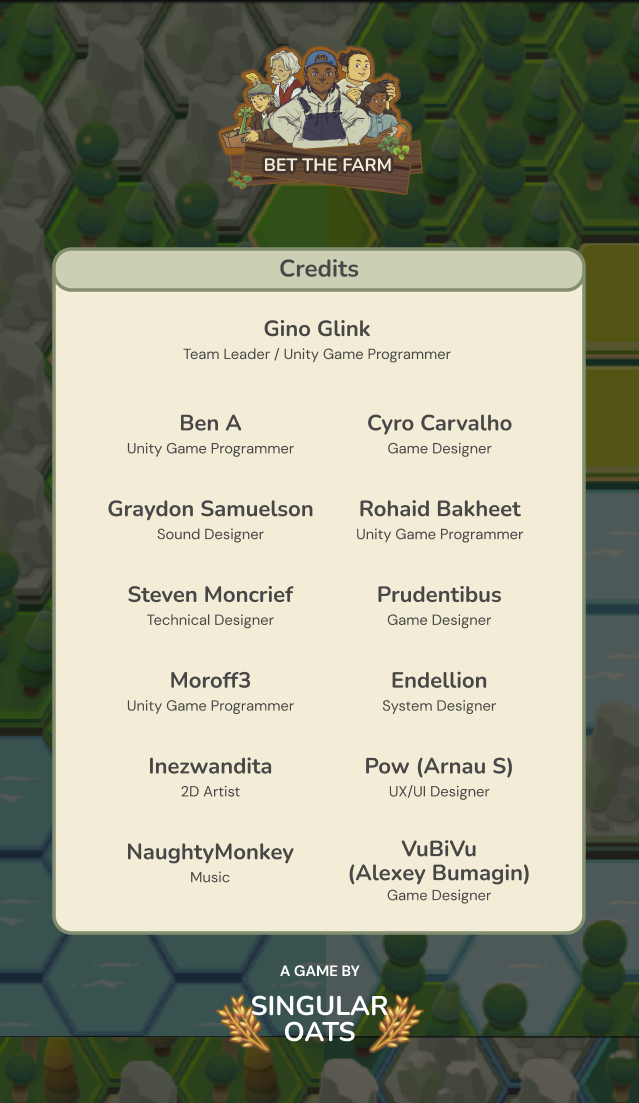 BET THE FARM
Credits
Gino Glink
Team Leader / Unity Game Programmer
Ben A
Unity Game Programmer
Cyro Carvalho
Game Designer
Graydon Samuelson
Sound Designer
Rohaid Bakheet
Unity Game Programmer
Steven Moncrief
Technical Designer
Prudentibus
Game Designer
Moroff3
Unity Game Programmer
Endellion
System Designer
Inezwandita
2D Artist
Pow (Arnau S)
UX/UI Designer
NaughtyMonkey
Music
VuBiVu
(Alexey Bumagin)
Game Designer
A GAME BY
SINGULAR
OATS